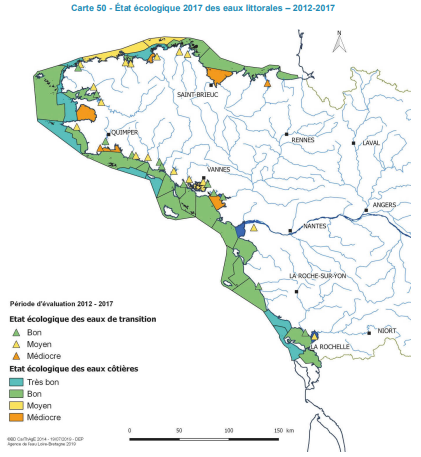 Carte 50 - État écologique 2017 des eaux littorales – 2012-2017
N
SAINT-BRIEUC
QUIMPER
RENNES
LAVAL
VANNES
ANGERS
NANTES
LA ROCHE-SUR-YON
NIORT
LA ROCHELLE
Période d'évaluation 2012 - 2017
Etat écologique des eaux de transition
Bon
Moyen
Médiocre
Etat écologique des eaux côtières
Très bon
Bon
Moyen
Médiocre
0 50 100 150 km
Agence de l'eau Loire-Bretagne 2019